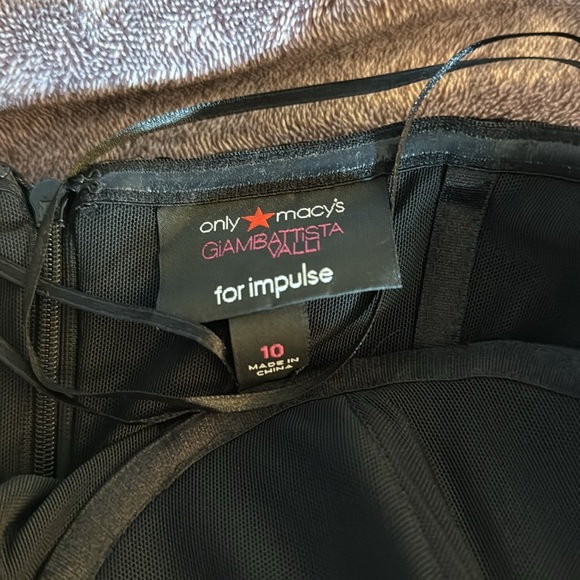 only ★ macy's
GiAMBATTISTA
VALLI
for impulse
10
MADE IN
CHINA